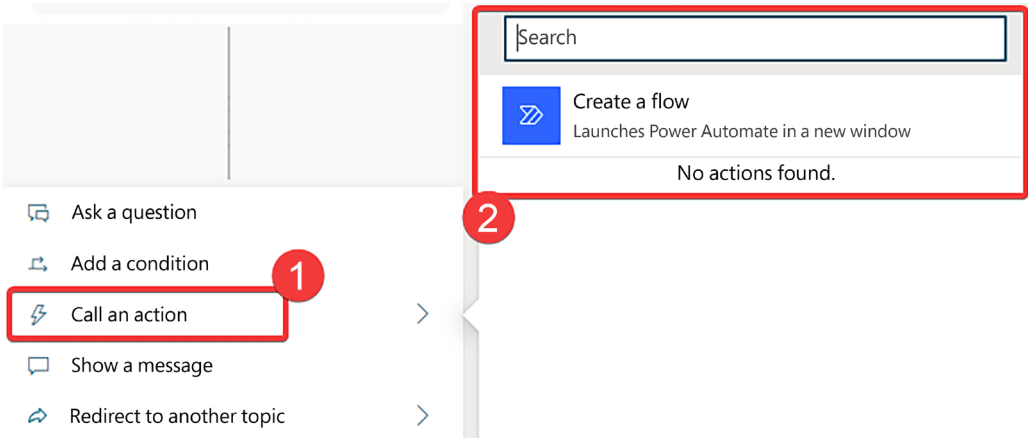 Ask a question
Add a condition
1
Call an action
Show a message
Redirect to another topic
2
Search
Create a flow
Launches Power Automate in a new window
No actions found.